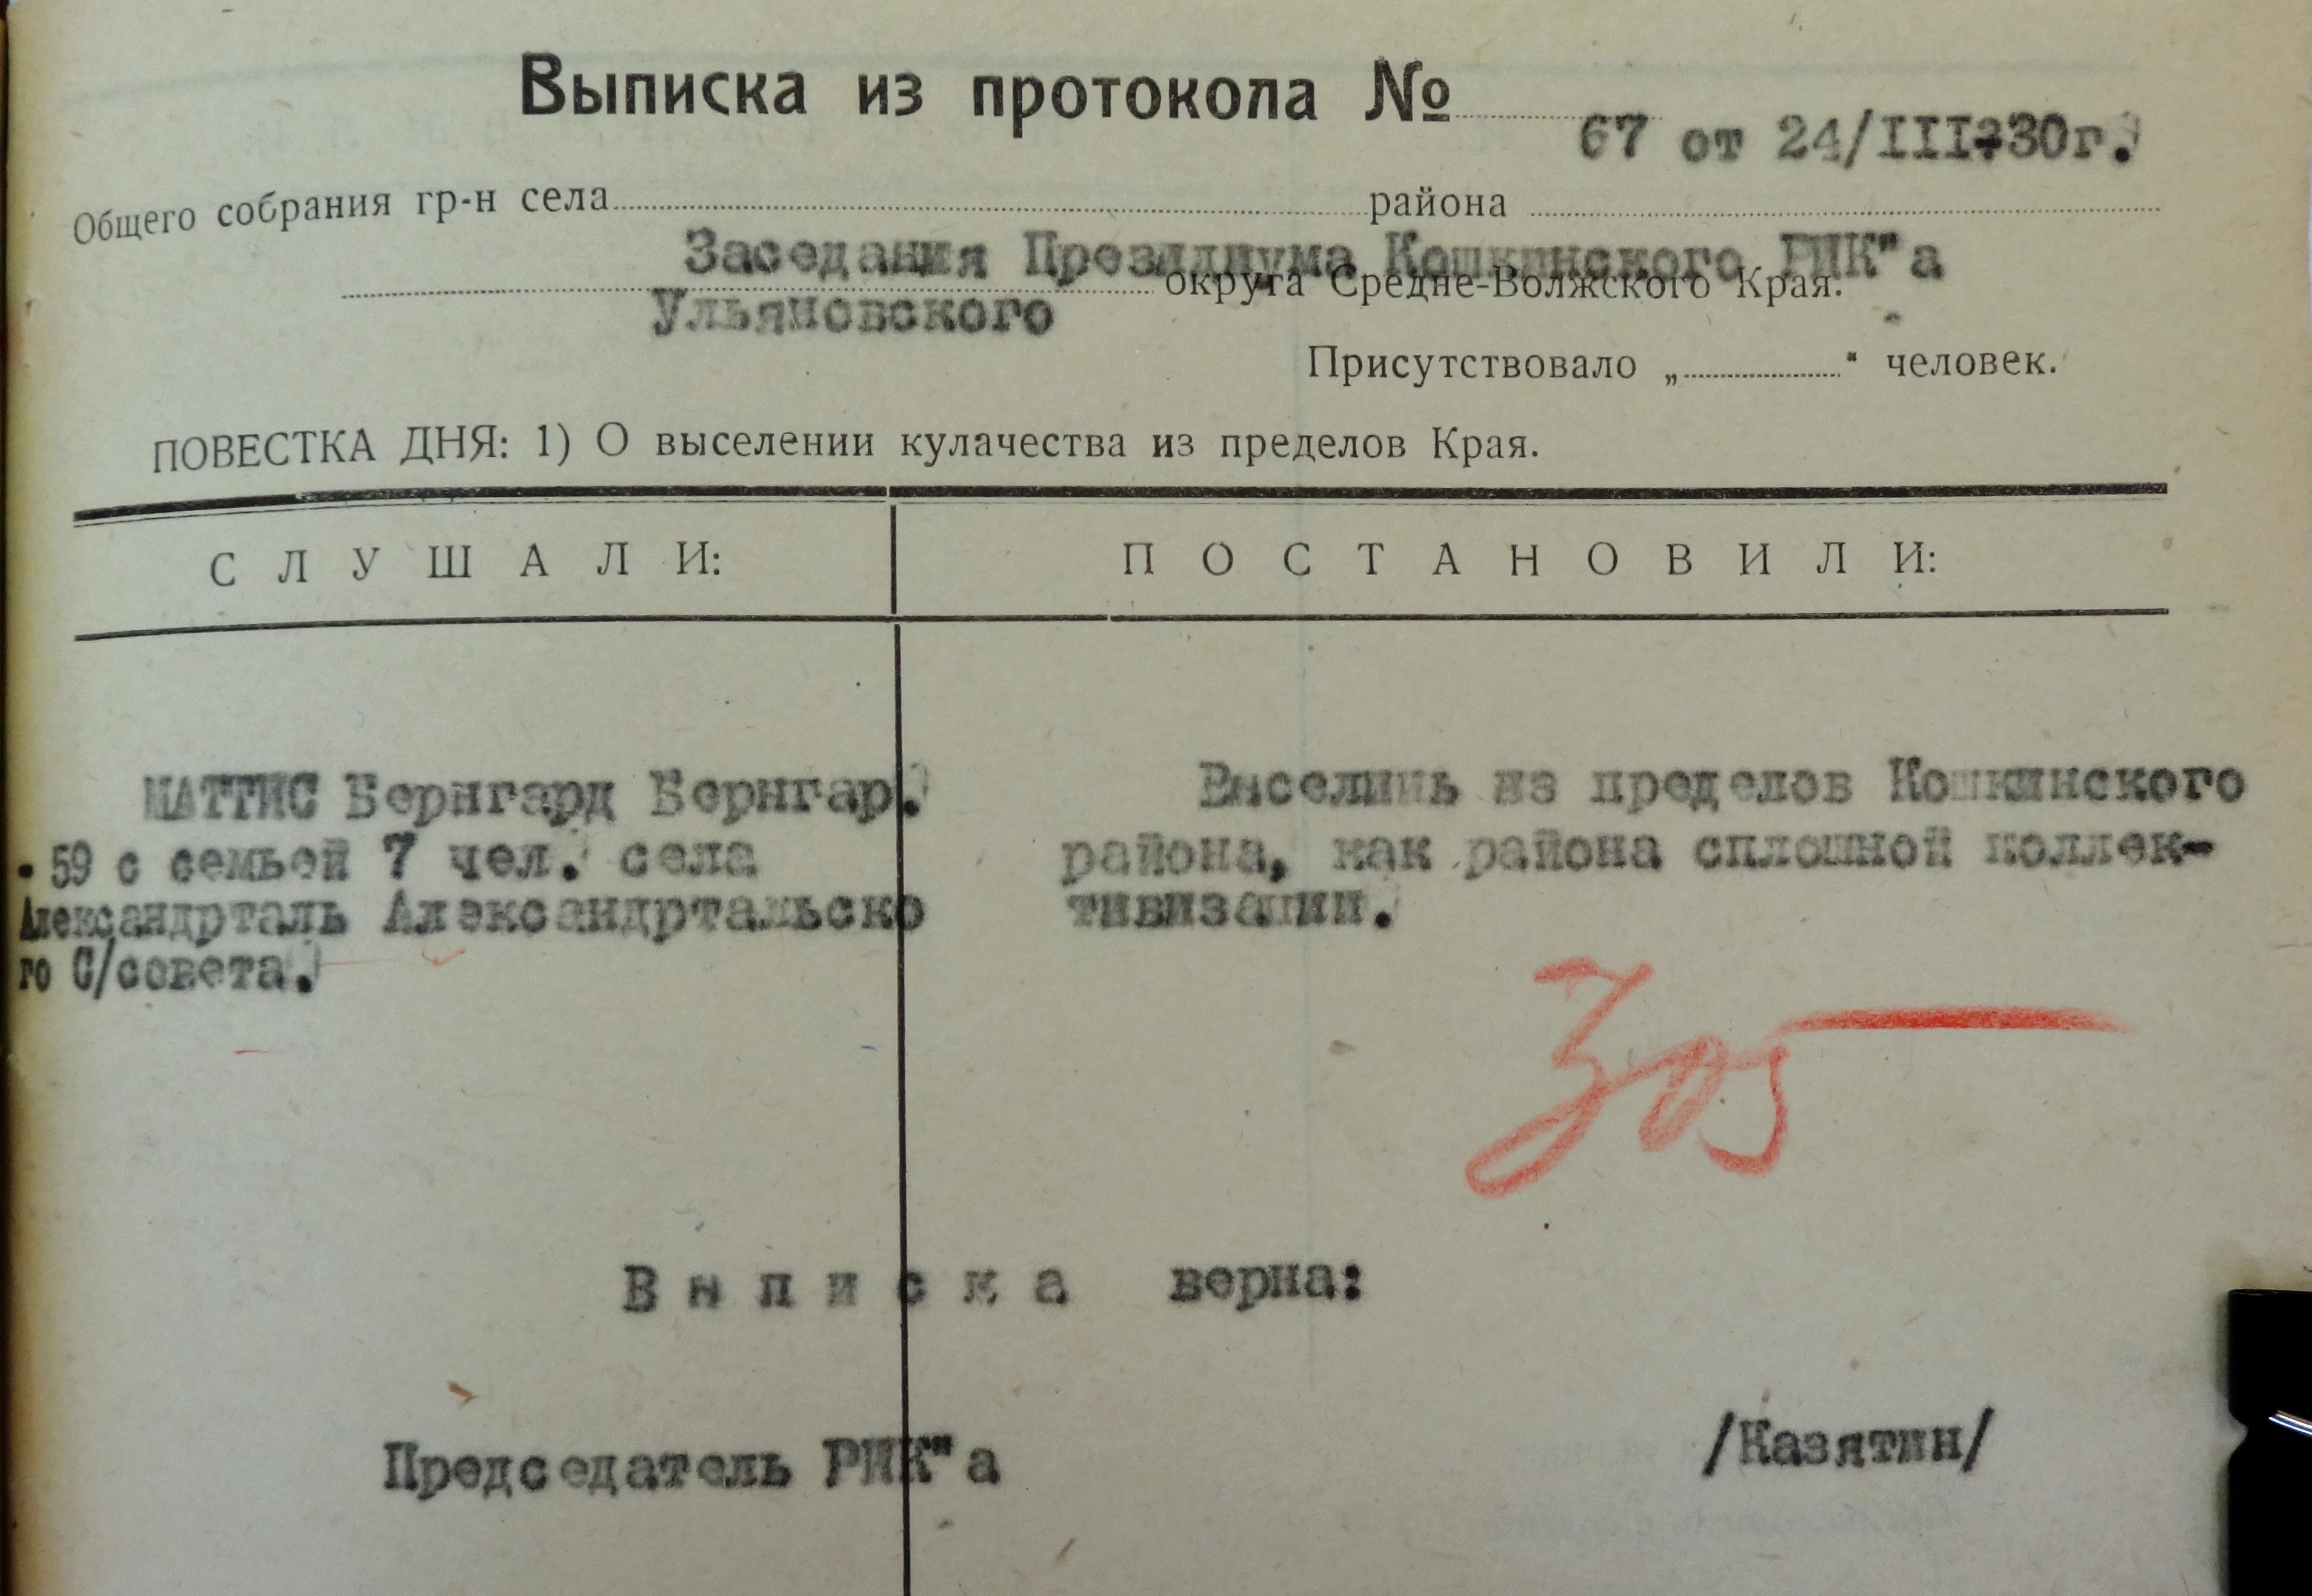 Выписка из протокола №
67 от 24/III-30г.
Общего собрания гр-н села района
Заседания Президиума Кошкинского РИК"а
округа Средне-Волжского Края.
Ульяновского
Присутствовало „ “ человек.
ПОВЕСТКА ДНЯ: 1) О выселении кулачества из пределов Края.
СЛУШАЛИ: ПОСТАНОВИЛИ:
МАТТИС Бернгард Бернгар.
. 59 с семьей 7 чел. села
Александрталь Александртальско
го С/совета.
Выселить из пределов Кошкинского
района, как района сплошной коллек-
тивизации.
Выписка верна:
Председатель РИК"а /Казятин/